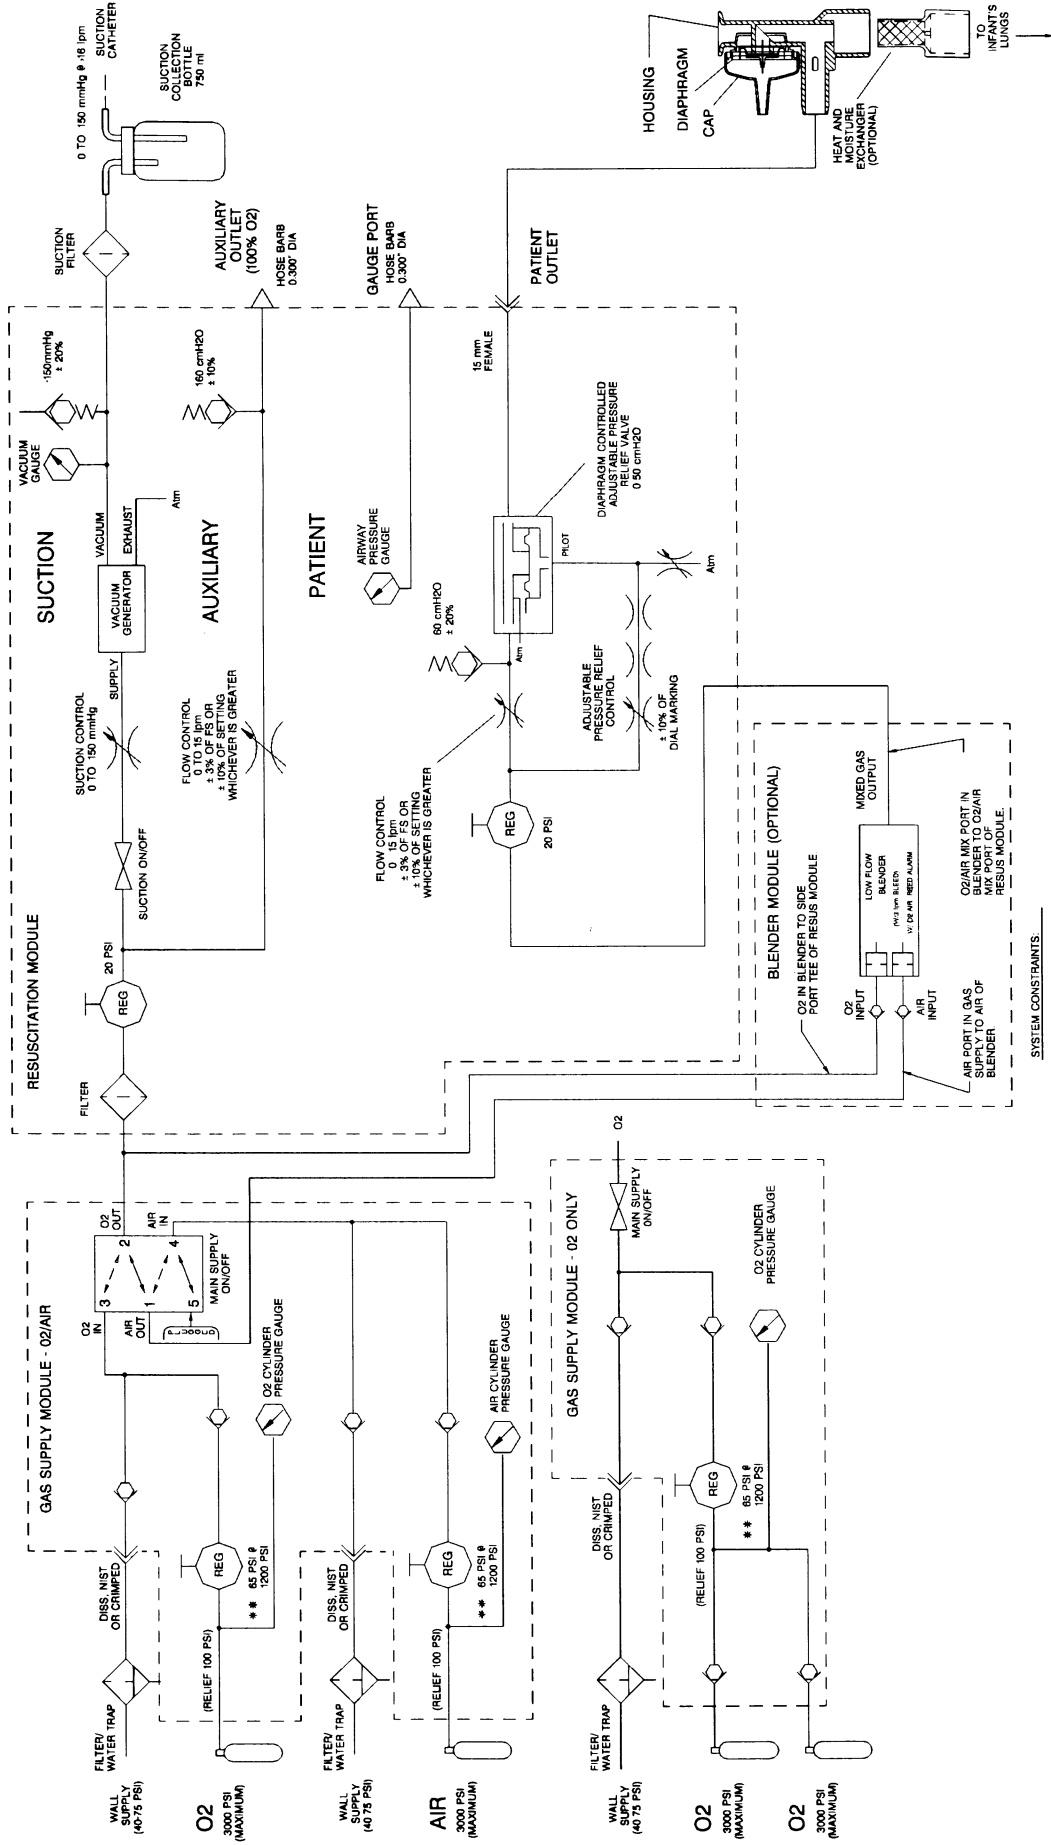 SUCTION
CATHETER
0 TO 150 mmHg @ -16 lpm
SUCTION
COLLECTION
BOTTLE
750 ml
SUCTION
FILTER
-150mmHg
± 20%
VACUUM
GAUGE
SUCTION
VACUUM
EXHAUST
Atm
VACUUM
GENERATOR
SUPPLY
SUCTION CONTROL
0 TO 150 mmHg
SUCTION ON/OFF
20 PSI
REG
FILTER
RESUSCITATION MODULE
AUXILIARY
OUTLET
(100% O2)
HOSE BARB
0.300" DIA
160 cmH2O
± 10%
AUXILIARY
FLOW CONTROL
0 TO 15 lpm
± 3% OF FS OR
± 10% OF SETTING
WHICHEVER IS GREATER
GAUGE PORT
HOSE BARB
0.300" DIA
PATIENT
AIRWAY
PRESSURE
GAUGE
PATIENT
OUTLET
15 mm
FEMALE
DIAPHRAGM CONTROLLED
ADJUSTABLE PRESSURE
RELIEF VALVE
0 50 cmH2O
PILOT
Atm
Atm
60 cmH2O
± 20%
ADJUSTABLE
PRESSURE RELIEF
CONTROL
± 10% OF
DIAL MARKING
FLOW CONTROL
0 15 lpm
± 3% OF FS OR
± 10% OF SETTING
WHICHEVER IS GREATER
REG
20 PSI
HOUSING
DIAPHRAGM
CAP
HEAT AND
MOISTURE
EXCHANGER
(OPTIONAL)
TO
INFANT'S
LUNGS
BLENDER MODULE (OPTIONAL)
MIXED GAS
OUTPUT
LOW FLOW
BLENDER
(W/3 lpm BLEED)
W/ O2 AIR REED ALARM
O2
INPUT
AIR
INPUT
O2 IN BLENDER TO SIDE
PORT TEE OF RESUS MODULE
O2/AIR MIX PORT IN
BLENDER TO O2/AIR
MIX PORT OF
RESUS MODULE.
AIR PORT IN GAS
SUPPLY TO AIR OF
BLENDER
SYSTEM CONSTRAINTS:
GAS SUPPLY MODULE - 02/AIR
O2
IN
O2
OUT
AIR
OUT
AIR
IN
3
2
1
4
5
PLUGGED
MAIN SUPPLY
ON/OFF
O2 CYLINDER
PRESSURE GAUGE
DISS, NIST
OR CRIMPED
REG
** 65 PSI @
1200 PSI
(RELIEF 100 PSI)
FILTER/
WATER TRAP
WALL
SUPPLY
(40-75 PSI)
O2
3000 PSI
(MAXIMUM)
AIR CYLINDER
PRESSURE GAUGE
DISS, NIST
OR CRIMPED
REG
** 65 PSI @
1200 PSI
(RELIEF 100 PSI)
FILTER/
WATER TRAP
WALL
SUPPLY
(40 75 PSI)
AIR
3000 PSI
(MAXIMUM)
GAS SUPPLY MODULE - 02 ONLY
O2
MAIN SUPPLY
ON/OFF
O2 CYLINDER
PRESSURE GAUGE
DISS, NIST
OR CRIMPED
REG
** 65 PSI @
1200 PSI
(RELIEF 100 PSI)
FILTER/
WATER TRAP
WALL
SUPPLY
(40 75 PSI)
O2
3000 PSI
(MAXIMUM)
O2
3000 PSI
(MAXIMUM)